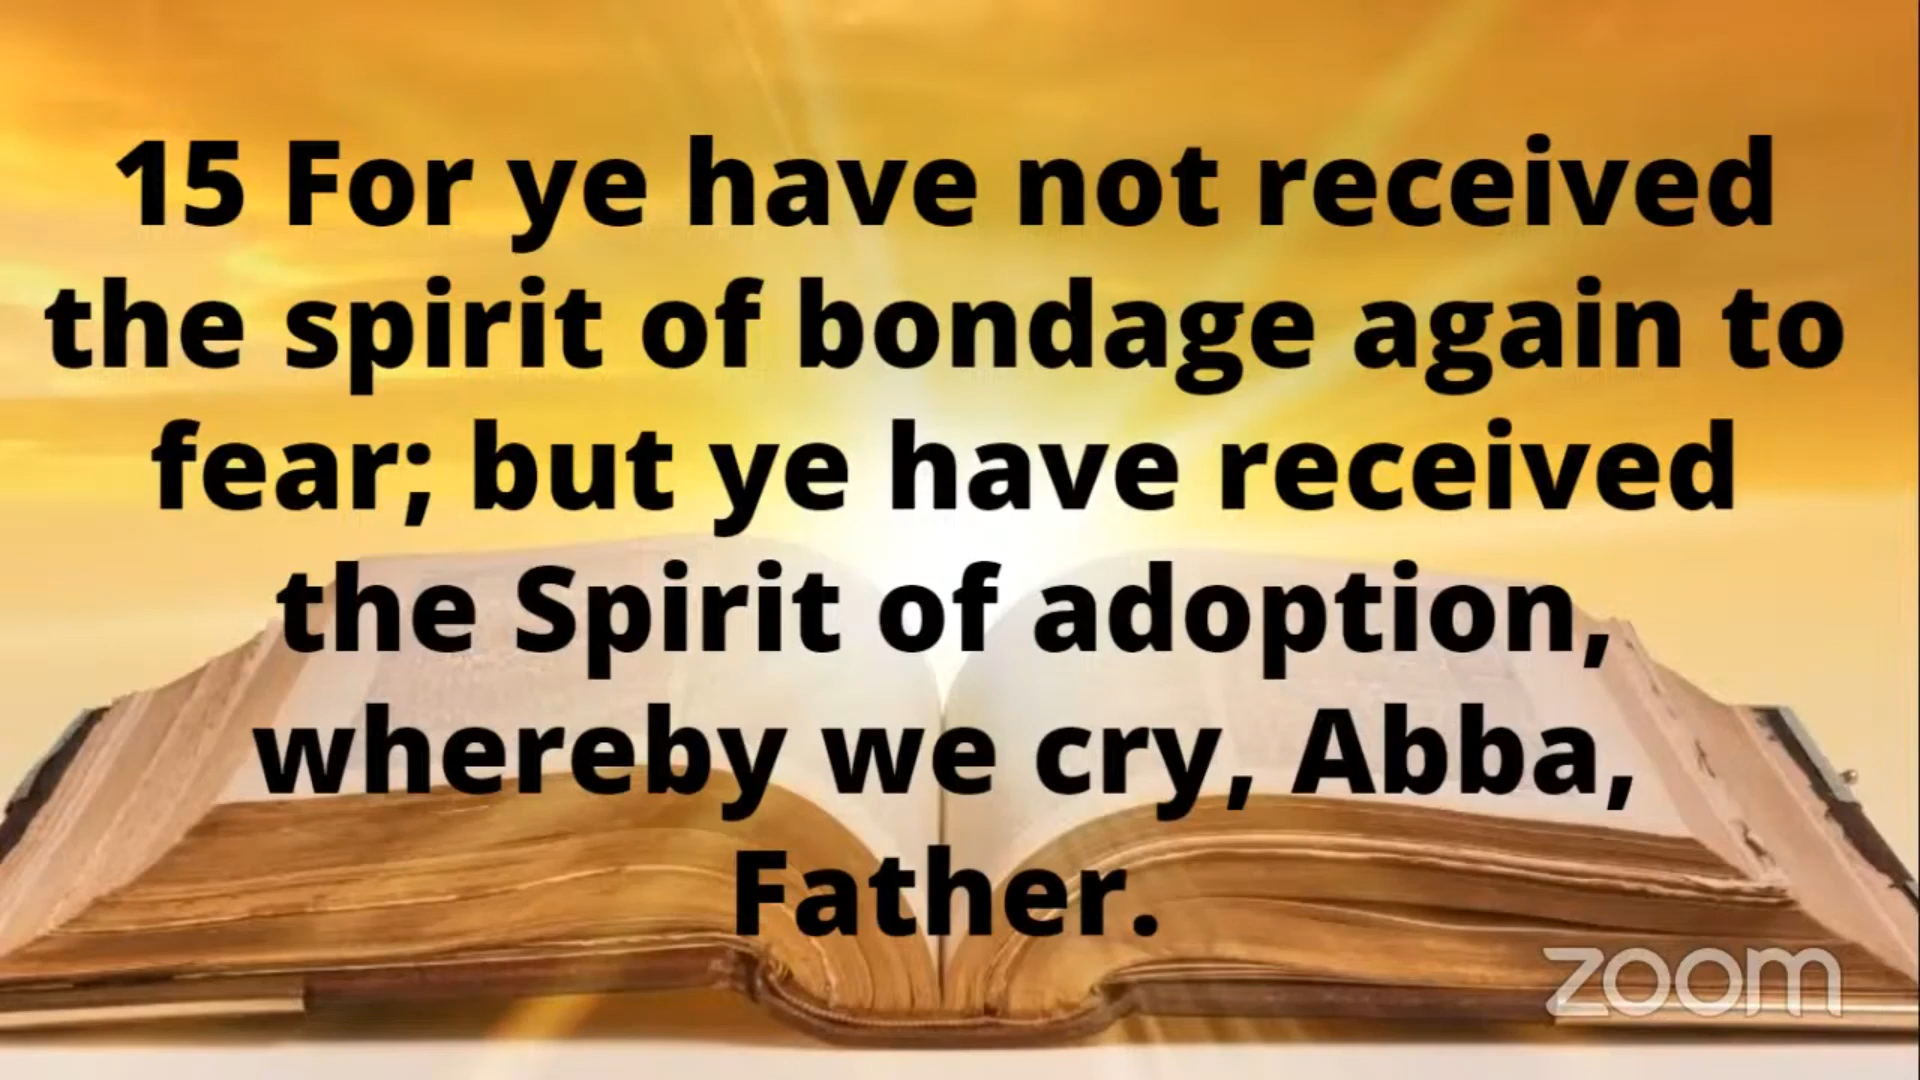 15 For ye have not received
the spirit of bondage again to
fear; but ye have received
the Spirit of adoption,
whereby we cry, Abba,
Father.
zoom